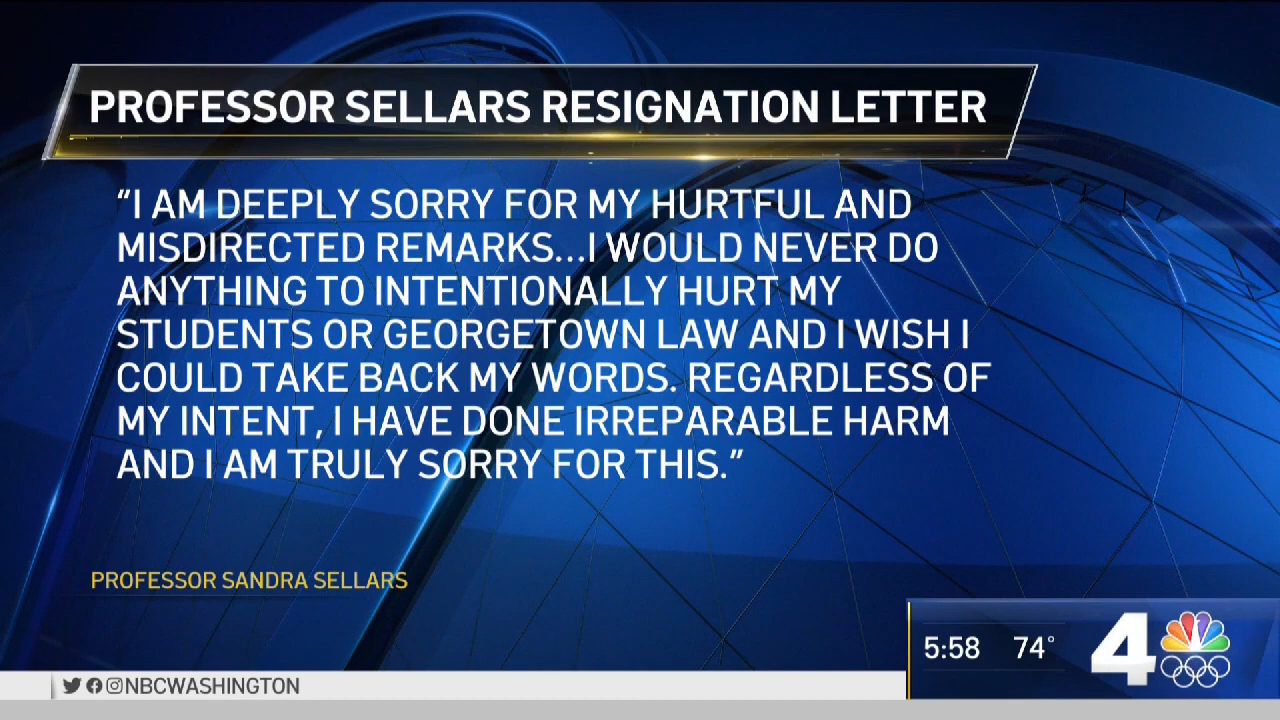 PROFESSOR SELLARS RESIGNATION LETTER
“I AM DEEPLY SORRY FOR MY HURTFUL AND
MISDIRECTED REMARKS...I WOULD NEVER DO
ANYTHING TO INTENTIONALLY HURT MY
STUDENTS OR GEORGETOWN LAW AND I WISH I
COULD TAKE BACK MY WORDS. REGARDLESS OF
MY INTENT, I HAVE DONE IRREPARABLE HARM
AND I AM TRULY SORRY FOR THIS.”
PROFESSOR SANDRA SELLARS
5:58 74° 4
NBCWASHINGTON